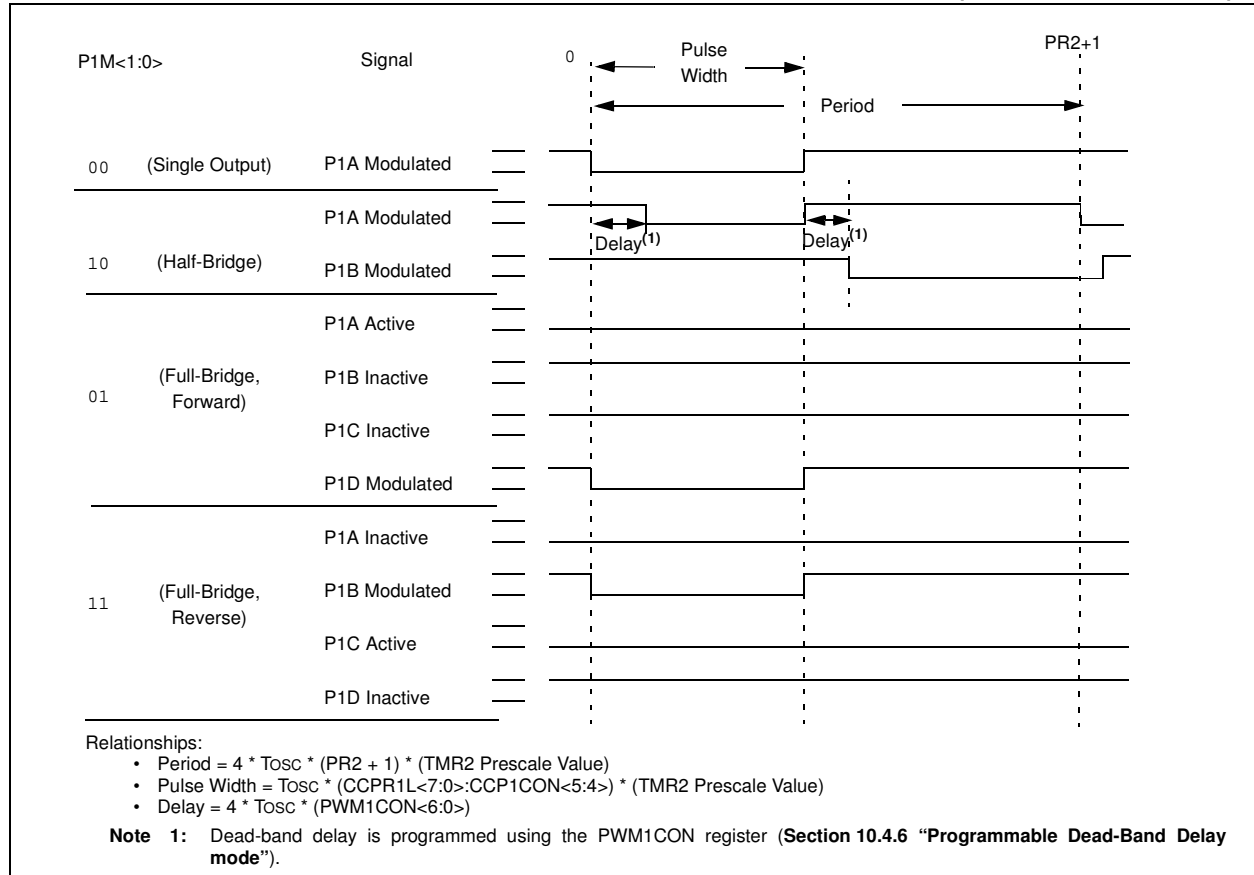 P1M<1:0>
Signal
0
Pulse
Width
PR2+1
Period
00 (Single Output) P1A Modulated
P1A Modulated
Delay(1) Delay(1)
10 (Half-Bridge) P1B Modulated
P1A Active
(Full-Bridge, P1B Inactive
01 Forward)
P1C Inactive
P1D Modulated
P1A Inactive
(Full-Bridge, P1B Modulated
11 Reverse)
P1C Active
P1D Inactive
Relationships:
• Period = 4 * TOSC * (PR2 + 1) * (TMR2 Prescale Value)
• Pulse Width = TOSC * (CCPR1L<7:0>:CCP1CON<5:4>) * (TMR2 Prescale Value)
• Delay = 4 * TOSC * (PWM1CON<6:0>)
Note 1: Dead-band delay is programmed using the PWM1CON register (Section 10.4.6 “Programmable Dead-Band Delay
mode”).